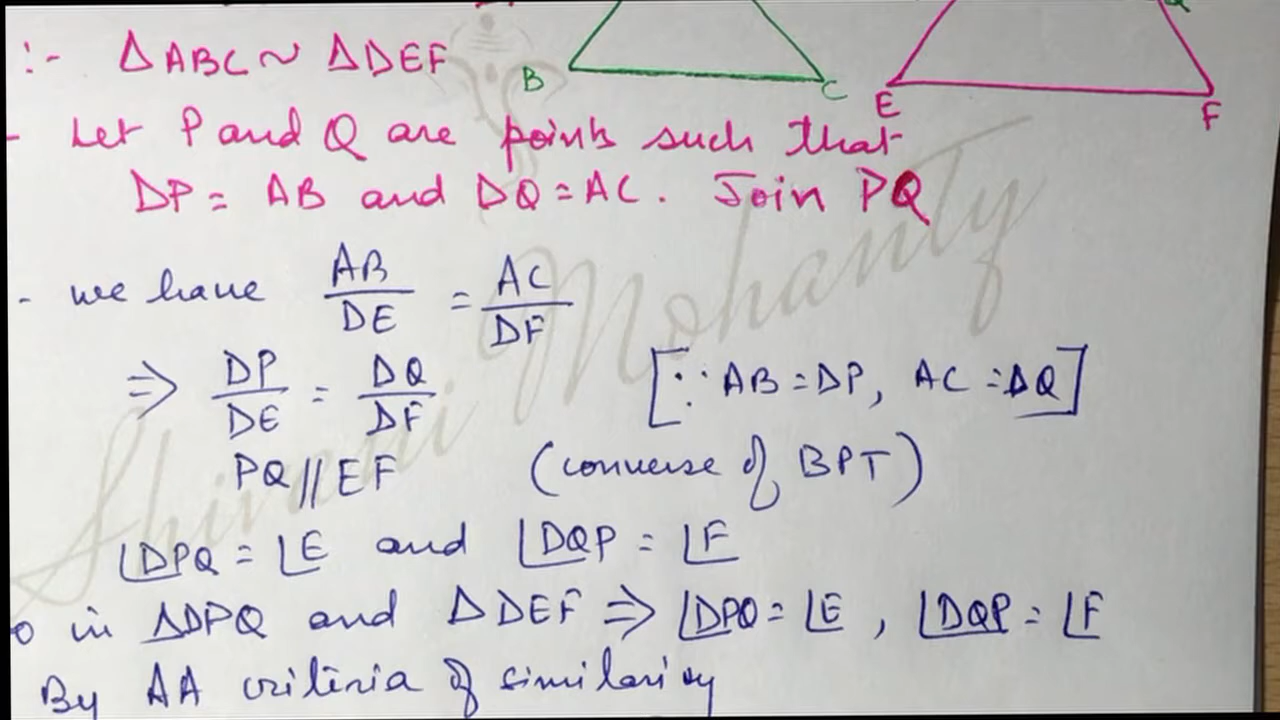 :- ΔABC ~ ΔDEF
B C E F
- Let P and Q are points such that
DP = AB and DQ = AC. Join PQ
- we have AB/DE = AC/DF
⇒ DP/DE = DQ/DF [∵ AB = DP, AC = DQ]
PQ // EF (converse of BPT)
∠DPQ = ∠E and ∠DQP = ∠F
o in ΔDPQ and ΔDEF ⇒ ∠DPQ = ∠E, ∠DQP = ∠F
By AA criteria of similarity
Shivani Mohanty